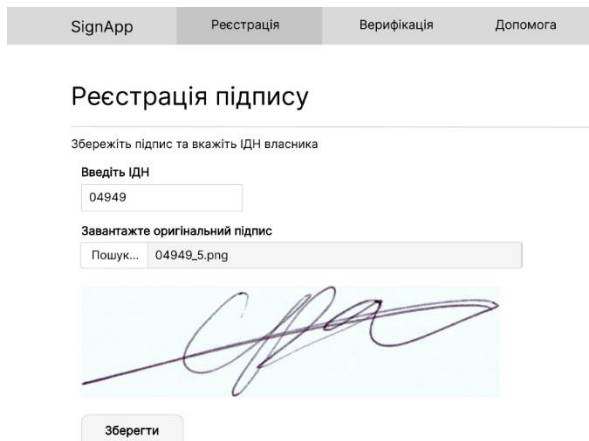 SignApp Реєстрація Верифікація Допомога
Реєстрація підпису
Збережіть підпис та вкажіть ІДН власника
Введіть ІДН
04949
Завантажте оригінальний підпис
Пошук... 04949_5.png
Зберегти